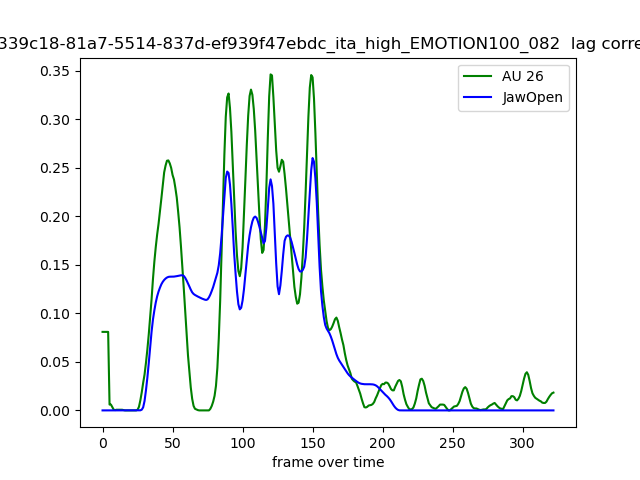 339c18-81a7-5514-837d-ef939f47ebdc_ita_high_EMOTION100_082 lag corre
AU 26
JawOpen
0.35
0.30
0.25
0.20
0.15
0.10
0.05
0.00
0 50 100 150 200 250 300
frame over time